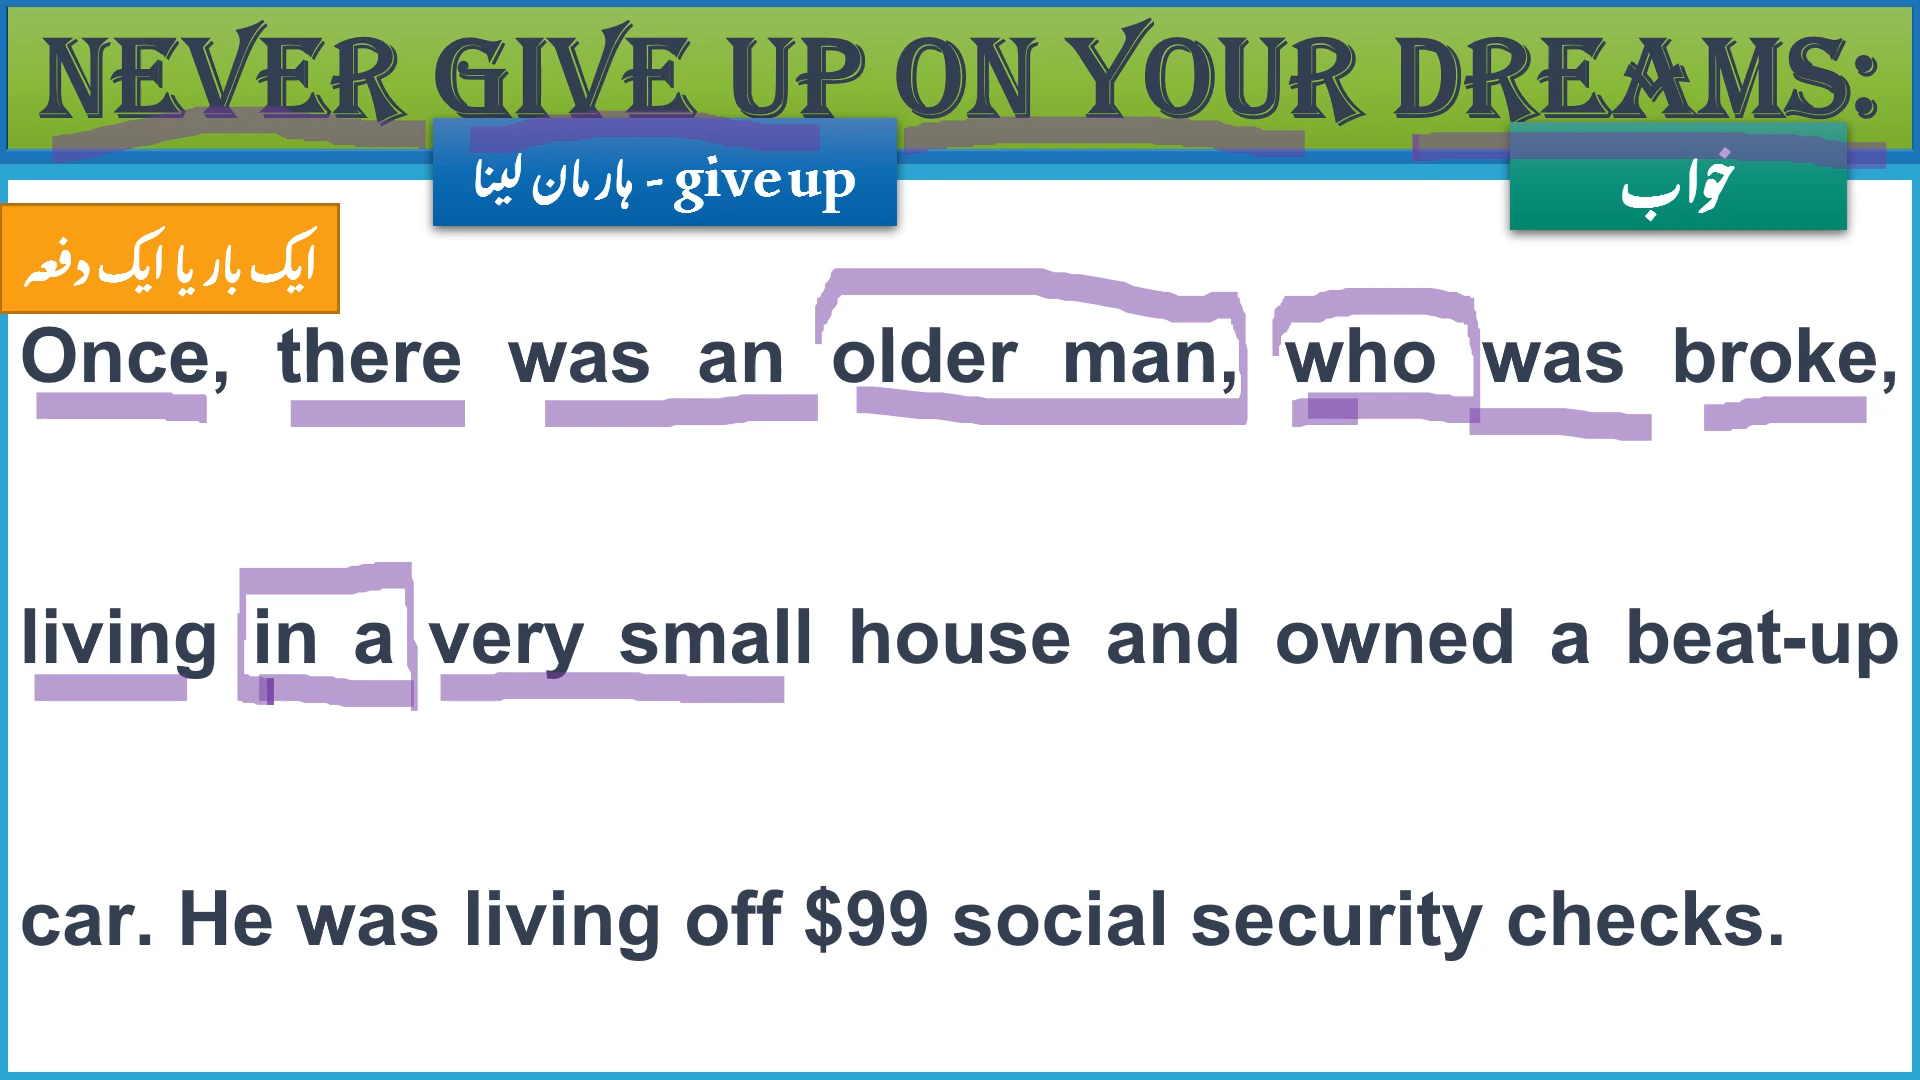 NEVER GIVE UP ON YOUR DREAMS:
give up - ہار مان لینا
خواب
ایک بار یا ایک دفعہ
Once, there was an older man, who was broke,
living in a very small house and owned a beat-up
car. He was living off $99 social security checks.